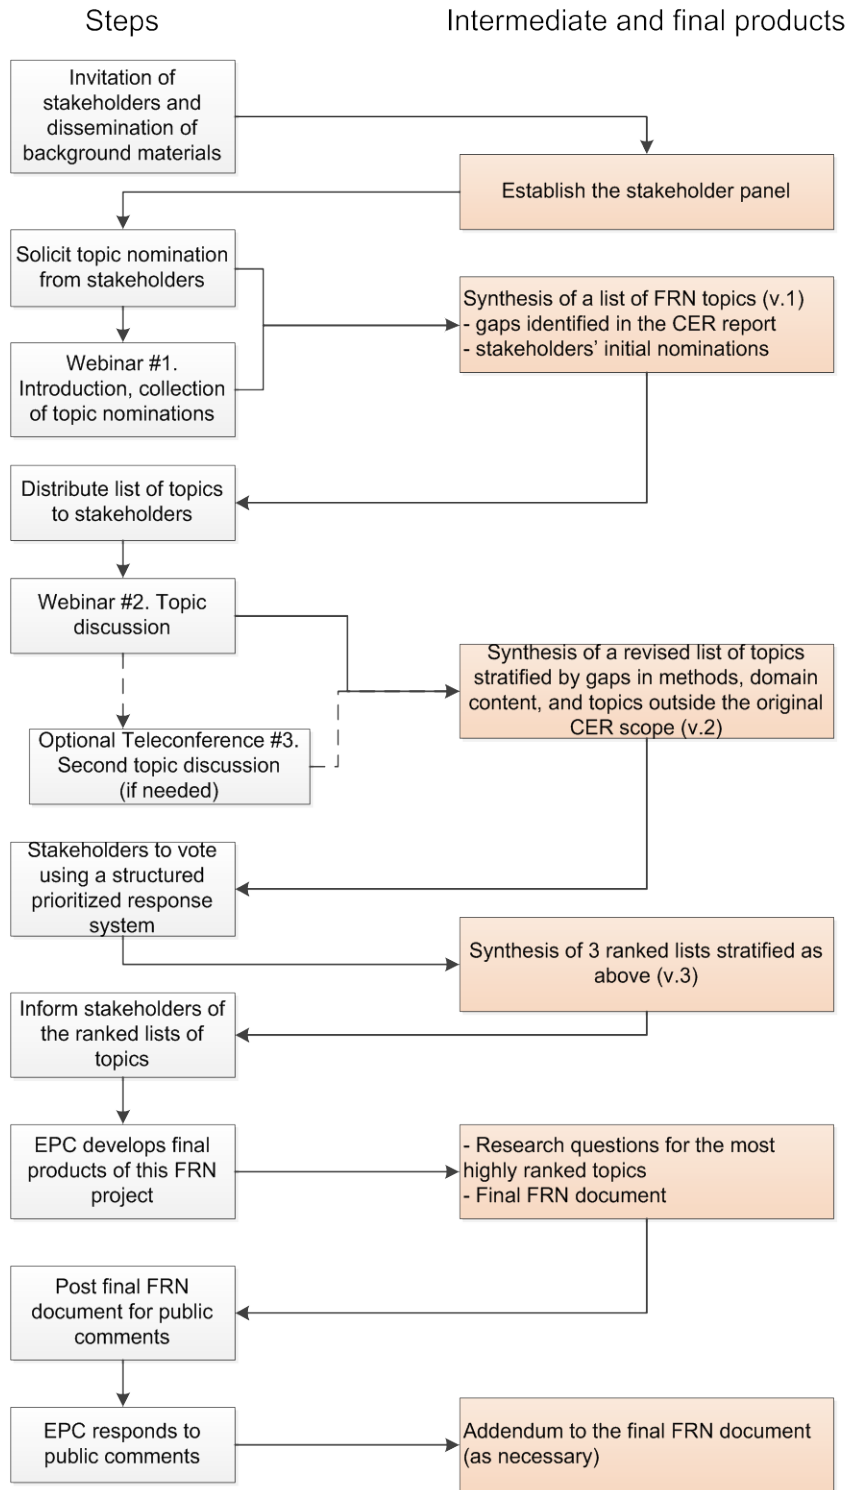 Steps
Intermediate and final products
Invitation of
stakeholders and
dissemination of
background materials
Establish the stakeholder panel
Solicit topic nomination
from stakeholders
Synthesis of a list of FRN topics (v.1)
- gaps identified in the CER report
- stakeholders’ initial nominations
Webinar #1.
Introduction, collection
of topic nominations
Distribute list of topics
to stakeholders
Webinar #2. Topic
discussion
Synthesis of a revised list of topics
stratified by gaps in methods, domain
content, and topics outside the original
CER scope (v.2)
Optional Teleconference #3.
Second topic discussion
(if needed)
Stakeholders to vote
using a structured
prioritized response
system
Synthesis of 3 ranked lists stratified as
above (v.3)
Inform stakeholders of
the ranked lists of
topics
EPC develops final
products of this FRN
project
- Research questions for the most
highly ranked topics
- Final FRN document
Post final FRN
document for public
comments
EPC responds to
public comments
Addendum to the final FRN document
(as necessary)